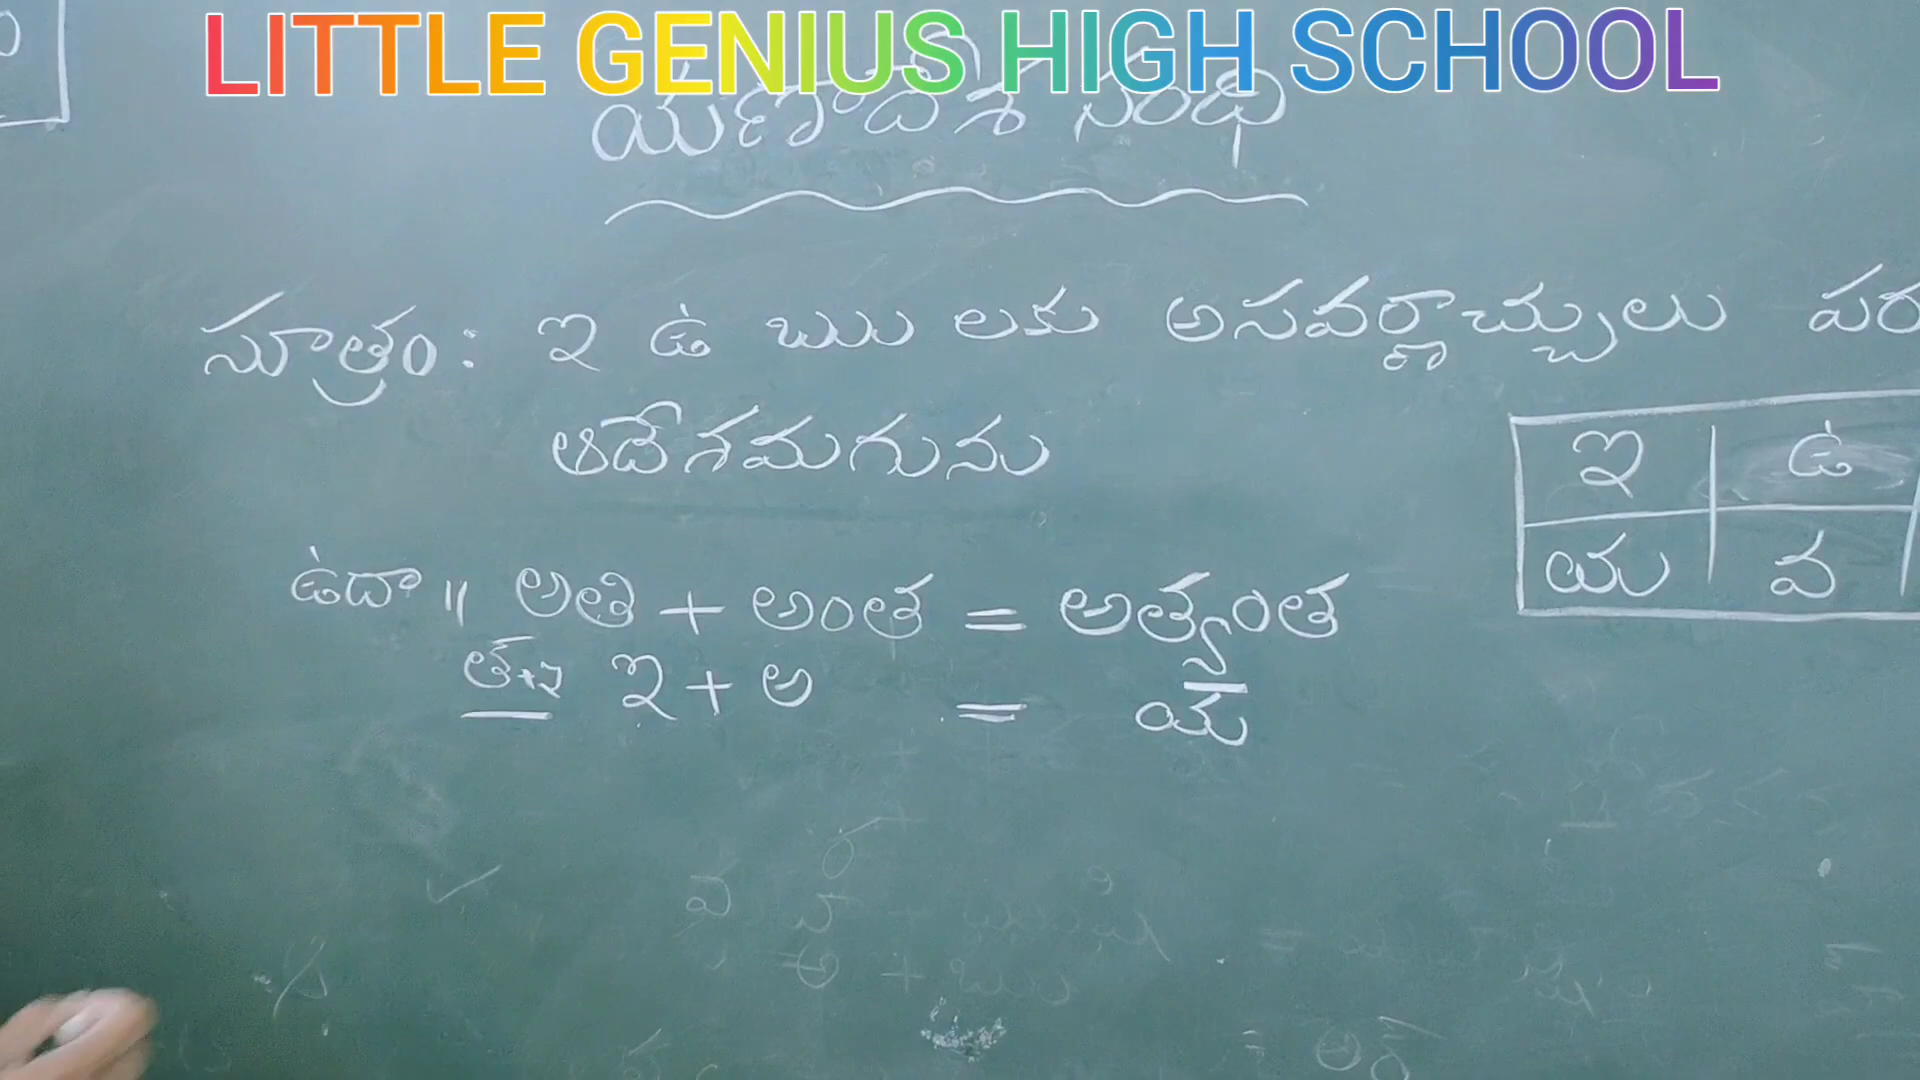 LITTLE GENIUS HIGH SCHOOL
యణాదేశ సంధి
సూత్రం: ఇ ఉ ఋ లకు అసవర్ణాచ్చులు పర
ఆదేశమగును
ఇ ఉ
య వ
ఉదా ॥ అతి + అంత = అత్యంత
త్+ఇ ఇ + అ = య